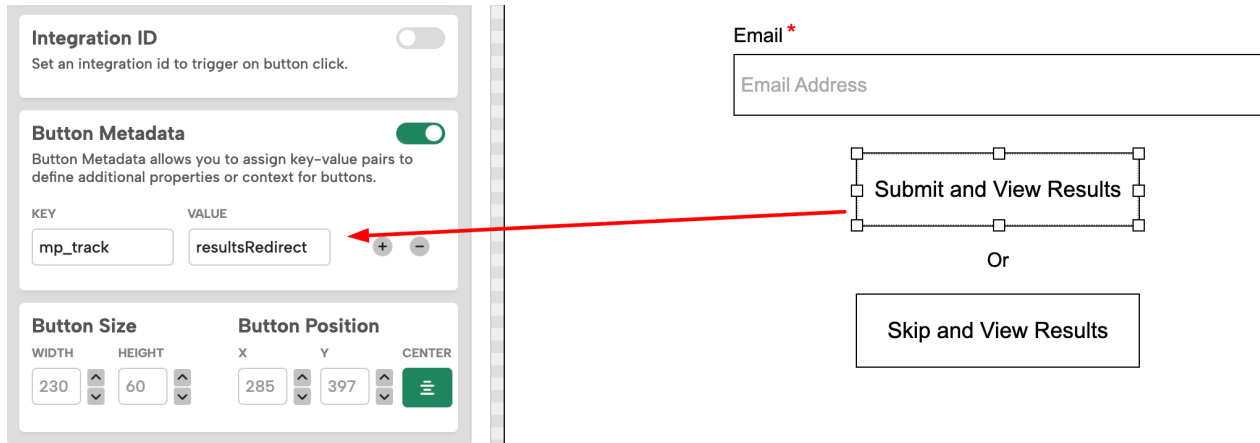 Integration ID
Set an integration id to trigger on button click.
Button Metadata
Button Metadata allows you to assign key-value pairs to
define additional properties or context for buttons.
KEY VALUE
mp_track resultsRedirect + −
Button Size Button Position
WIDTH HEIGHT X Y CENTER
230 60 285 397
Email *
Email Address
Submit and View Results
Or
Skip and View Results